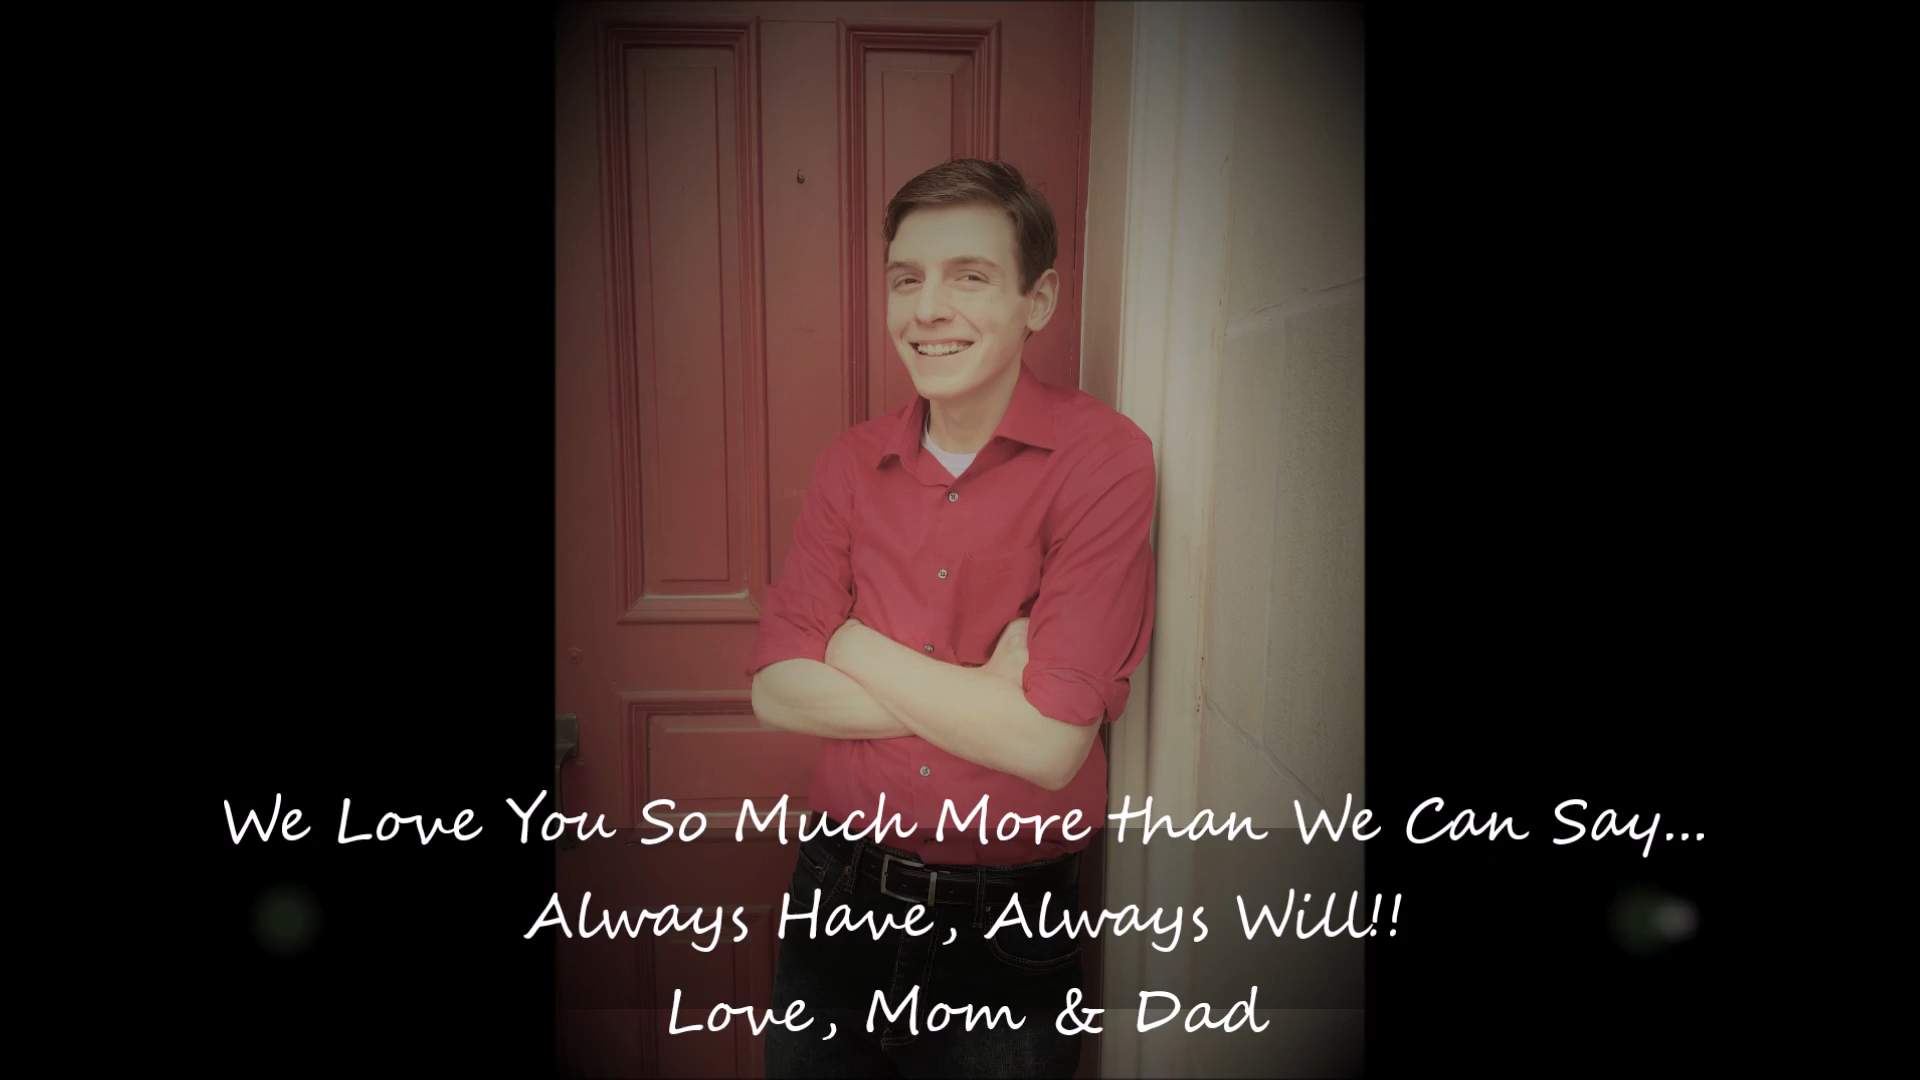 We Love You So Much More than We Can Say...
Always Have, Always Will!!
Love, Mom & Dad